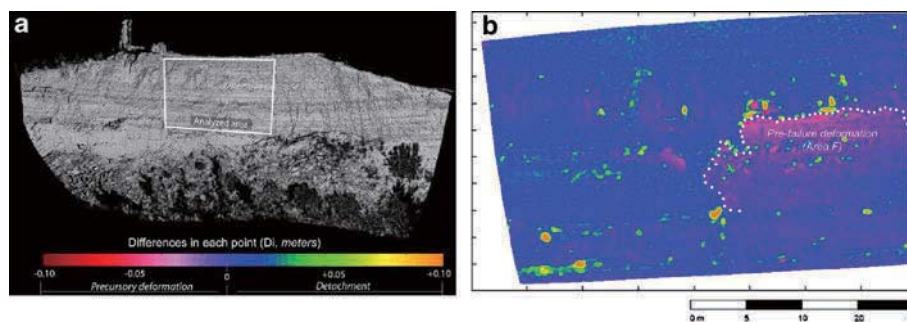 a
Analyzed area
Differences in each point (Di, meters)
-0.10
-0.05
0
+0.05
+0.10
Precursory deformation
Detachment
b
Pre-failure deformation
(Area F)
0 m
5
10
20